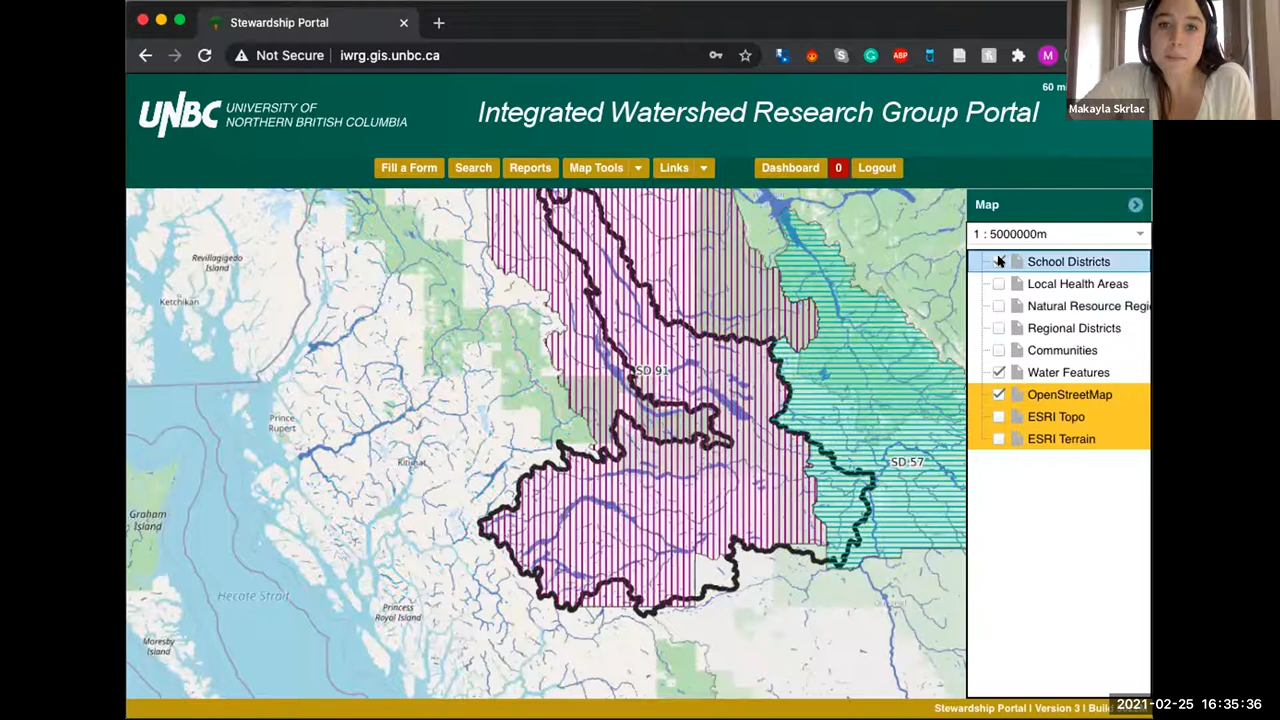 Stewardship Portal
Not Secure
iwrg.gis.unbc.ca
ABP
M
Makayla Skrlac
UNBC
UNIVERSITY OF
NORTHERN BRITISH COLUMBIA
Integrated Watershed Research Group Portal
60 m
Fill a Form
Search
Reports
Map Tools
Links
Dashboard
0
Logout
Map
1 : 5000000m
School Districts
Local Health Areas
Natural Resource Regi
Regional Districts
Communities
Water Features
OpenStreetMap
ESRI Topo
ESRI Terrain
Revillagigedo
Island
Ketchikan
SD 91
Prince
Rupert
Kitimat
SD 57
Graham
Island
Hecate Strait
Princess
Royal Island
Moresby
Island
Stewardship Portal | Version 3 | Build
2021-02-25 16:35:36